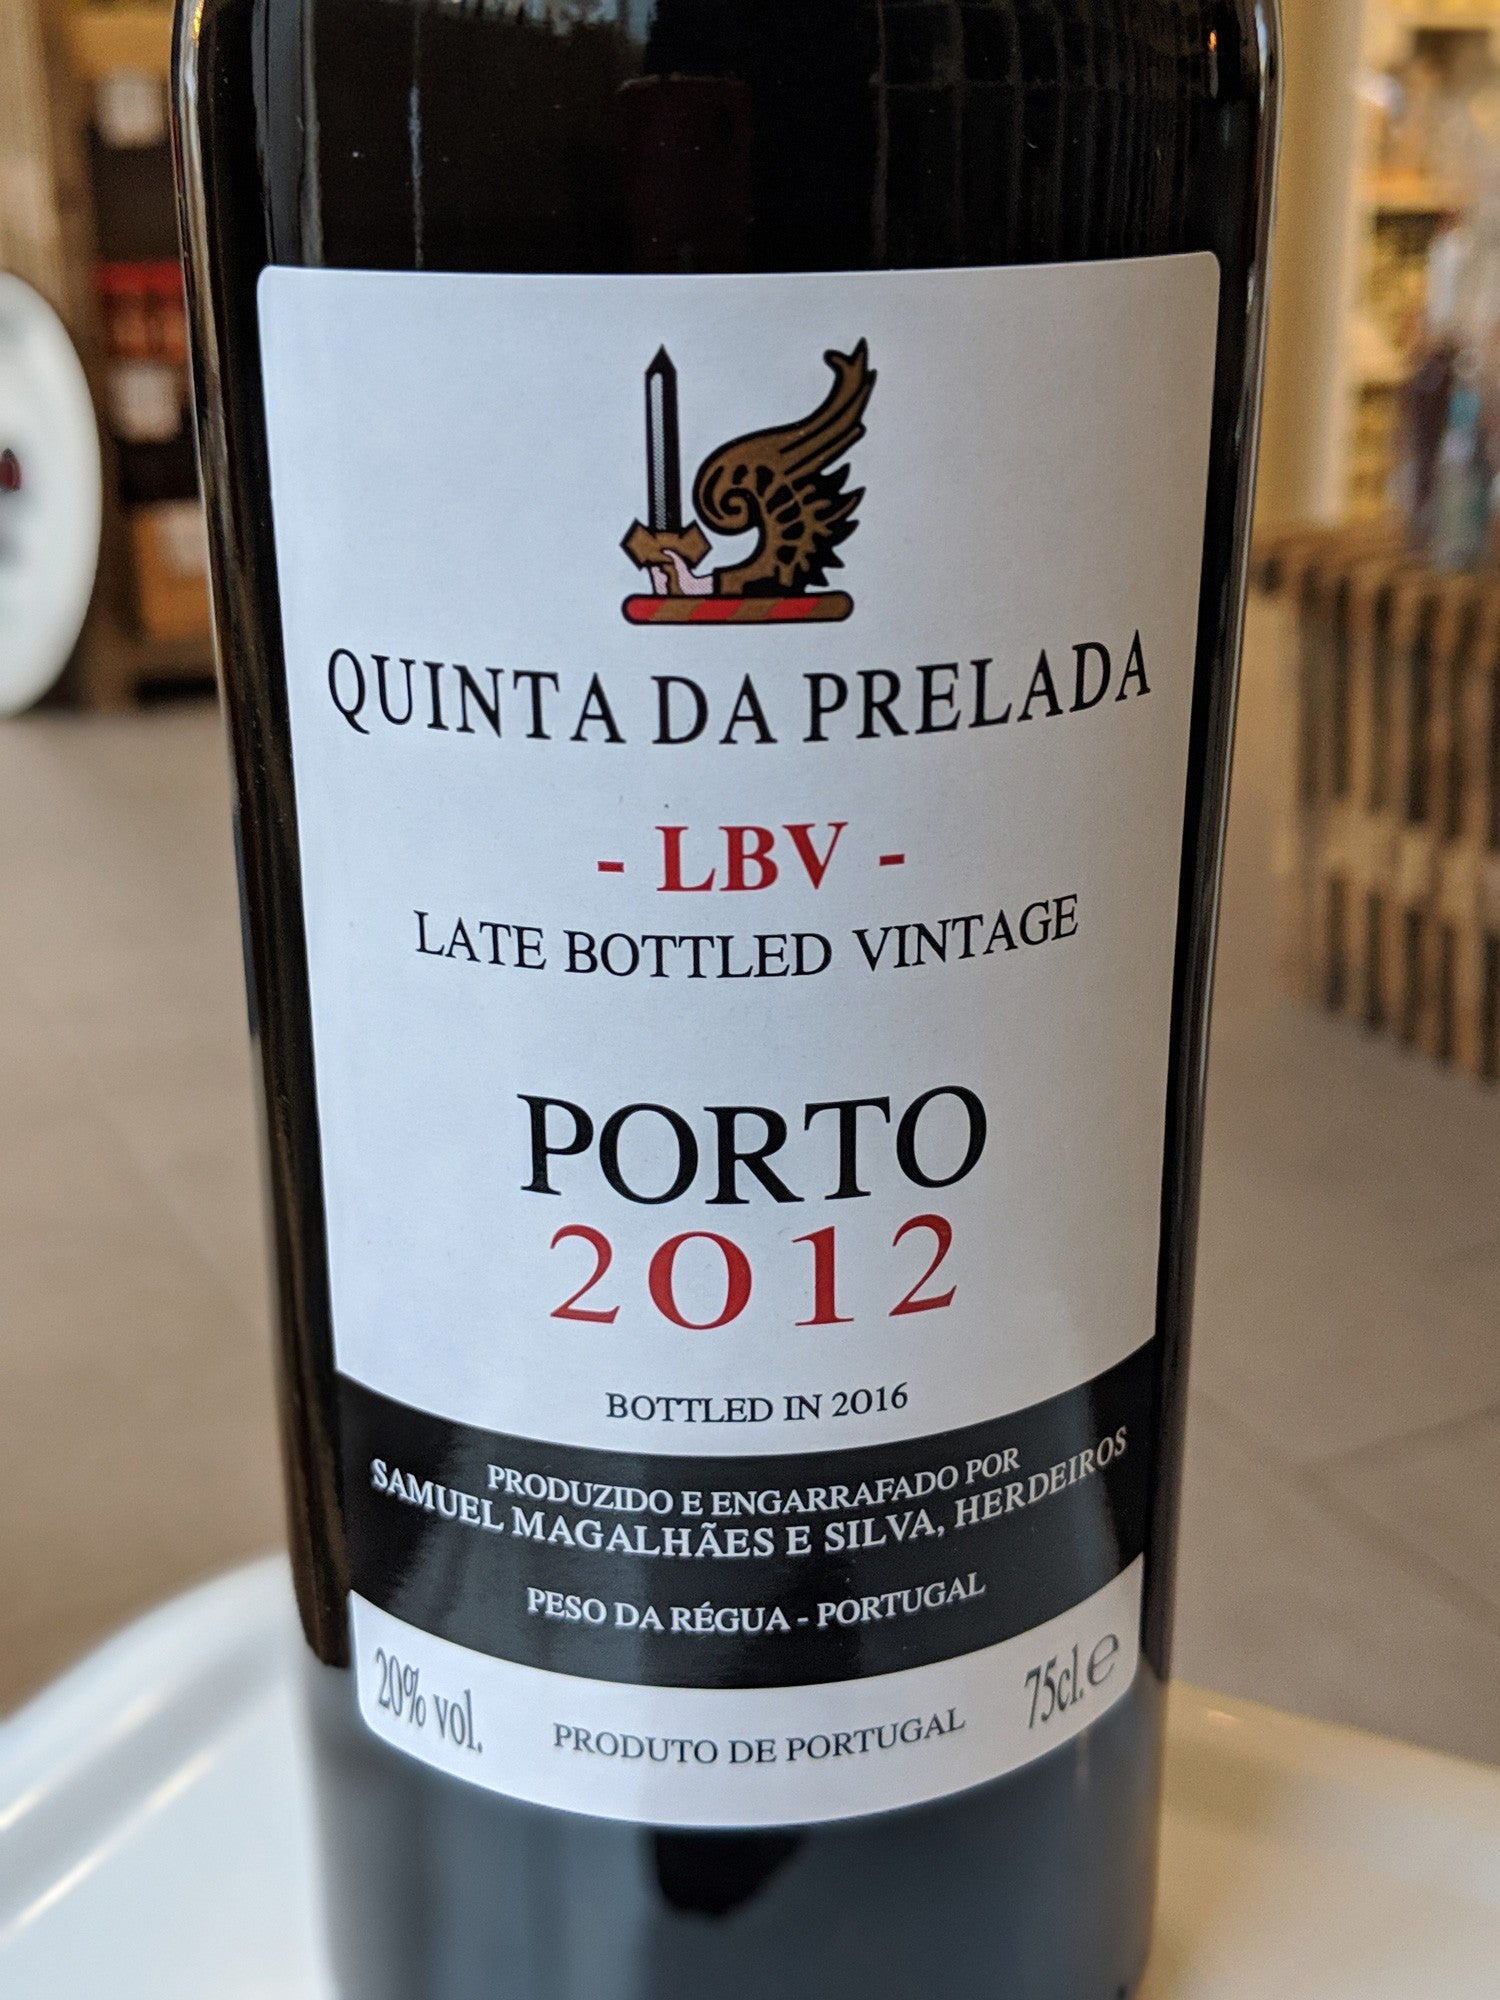 QUINTA DA PRELADA
- LBV -
LATE BOTTLED VINTAGE
PORTO
2012
BOTTLED IN 2016
PRODUZIDO E ENGARRAFADO POR
SAMUEL MAGALHÃES E SILVA, HERDEIROS
PESO DA RÉGUA - PORTUGAL
20% vol.
PRODUTO DE PORTUGAL
75cl. e